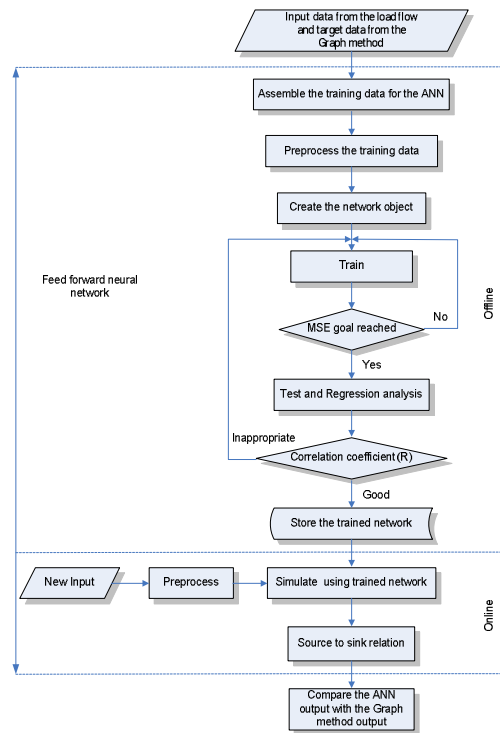 Input data from the load flow
and target data from the
Graph method
Assemble the training data for the ANN
Preprocess the training data
Create the network object
Train
Feed forward neural
network
Offline
No
MSE goal reached
Yes
Test and Regression analysis
Inappropriate
Correlation coefficient (R)
Good
Store the trained network
New Input
Preprocess
Simulate using trained network
Online
Source to sink relation
Compare the ANN
output with the Graph
method output